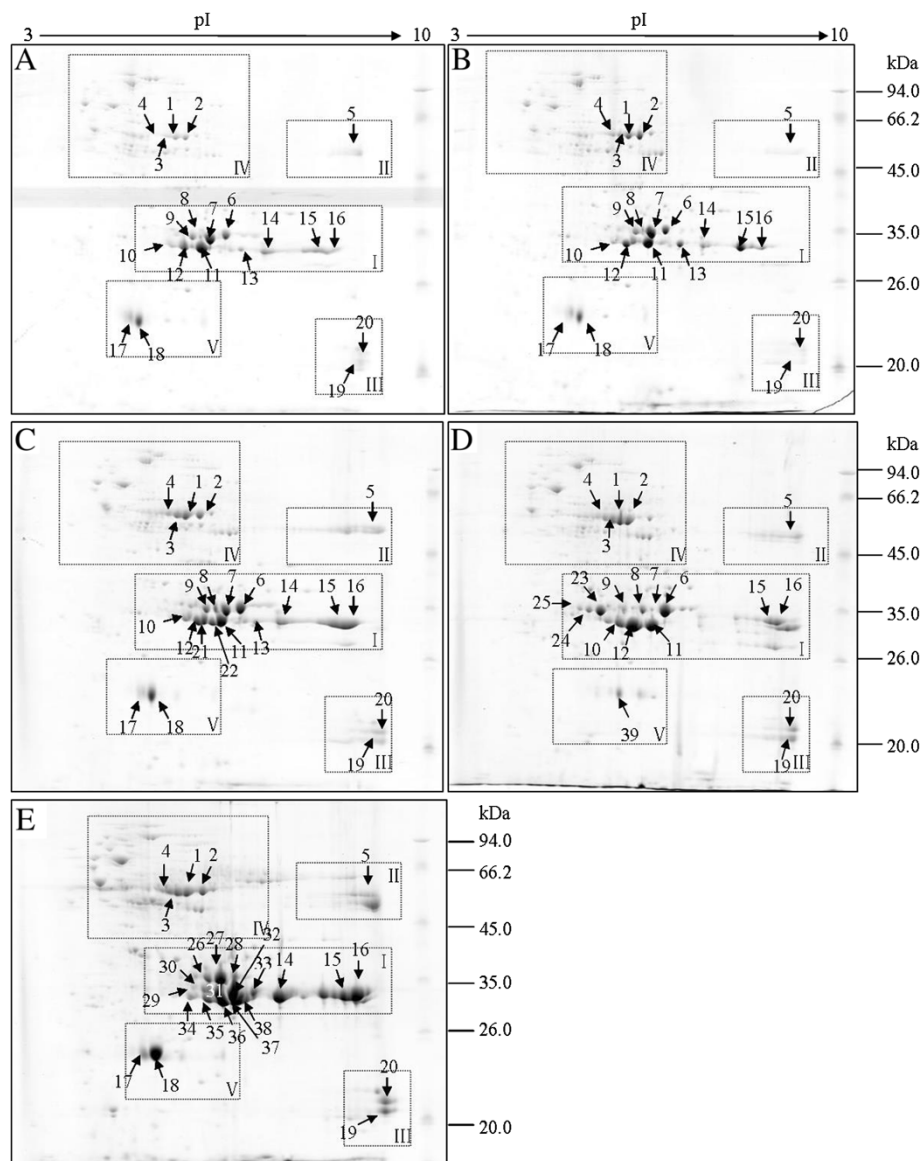 pI pI
3 10 3 10
A B kDa
94.0
4 1 2 4 1 2
5 5 66.2
3 3
IV II IV II 45.0
8 7 6 14 15 16 8 7 6 14 15 16
9 9 35.0
10 10
12 11 13 I 12 11 13 I
26.0
20 20
17 18 V 17 18 V
19 III 19 III 20.0
C D kDa
94.0
4 1 2 4 1 2
5 5 66.2
3 3
IV II IV II 45.0
9 8 7 6 14 15 16 23 9 8 7 6 15 16
25 35.0
10 24
12 21 22 11 13 I 10 12 11 I
26.0
20 20
17 18 V 39 V
19 III 19 III 20.0
E kDa
94.0
4 1 2 5 66.2
II
3
IV 45.0
26 27 28 32 I
30 33 14 15 16
29 31 35.0
34 35 36 37 38
26.0
17 18 V 20
19 III 20.0